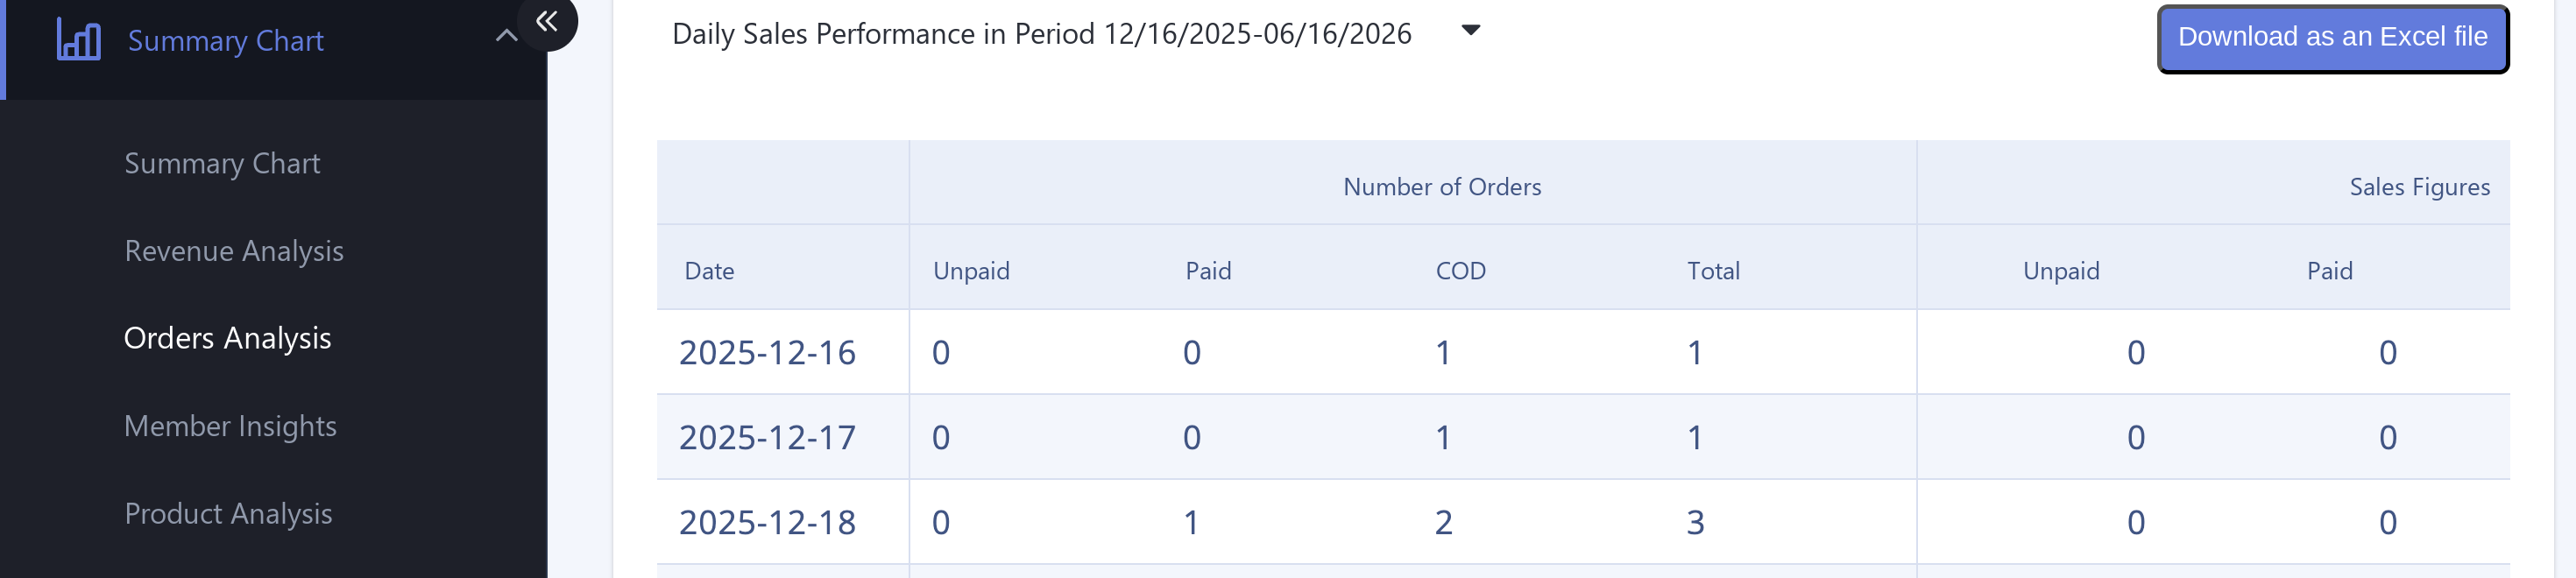 Summary Chart
Summary Chart
Revenue Analysis
Orders Analysis
Member Insights
Product Analysis
Daily Sales Performance in Period 12/16/2025-06/16/2026
Download as an Excel file
Number of Orders Sales Figures
Date Unpaid Paid COD Total Unpaid Paid
2025-12-16 0 0 1 1 0 0
2025-12-17 0 0 1 1 0 0
2025-12-18 0 1 2 3 0 0